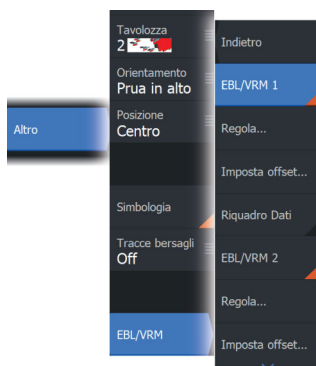 Altro
Tavolozza
2
Orientamento
Prua in alto
Posizione
Centro
Simbologia
Tracce bersagli
Off
EBL/VRM
Indietro
EBL/VRM 1
Regola...
Imposta offset...
Riquadro Dati
EBL/VRM 2
Regola...
Imposta offset...